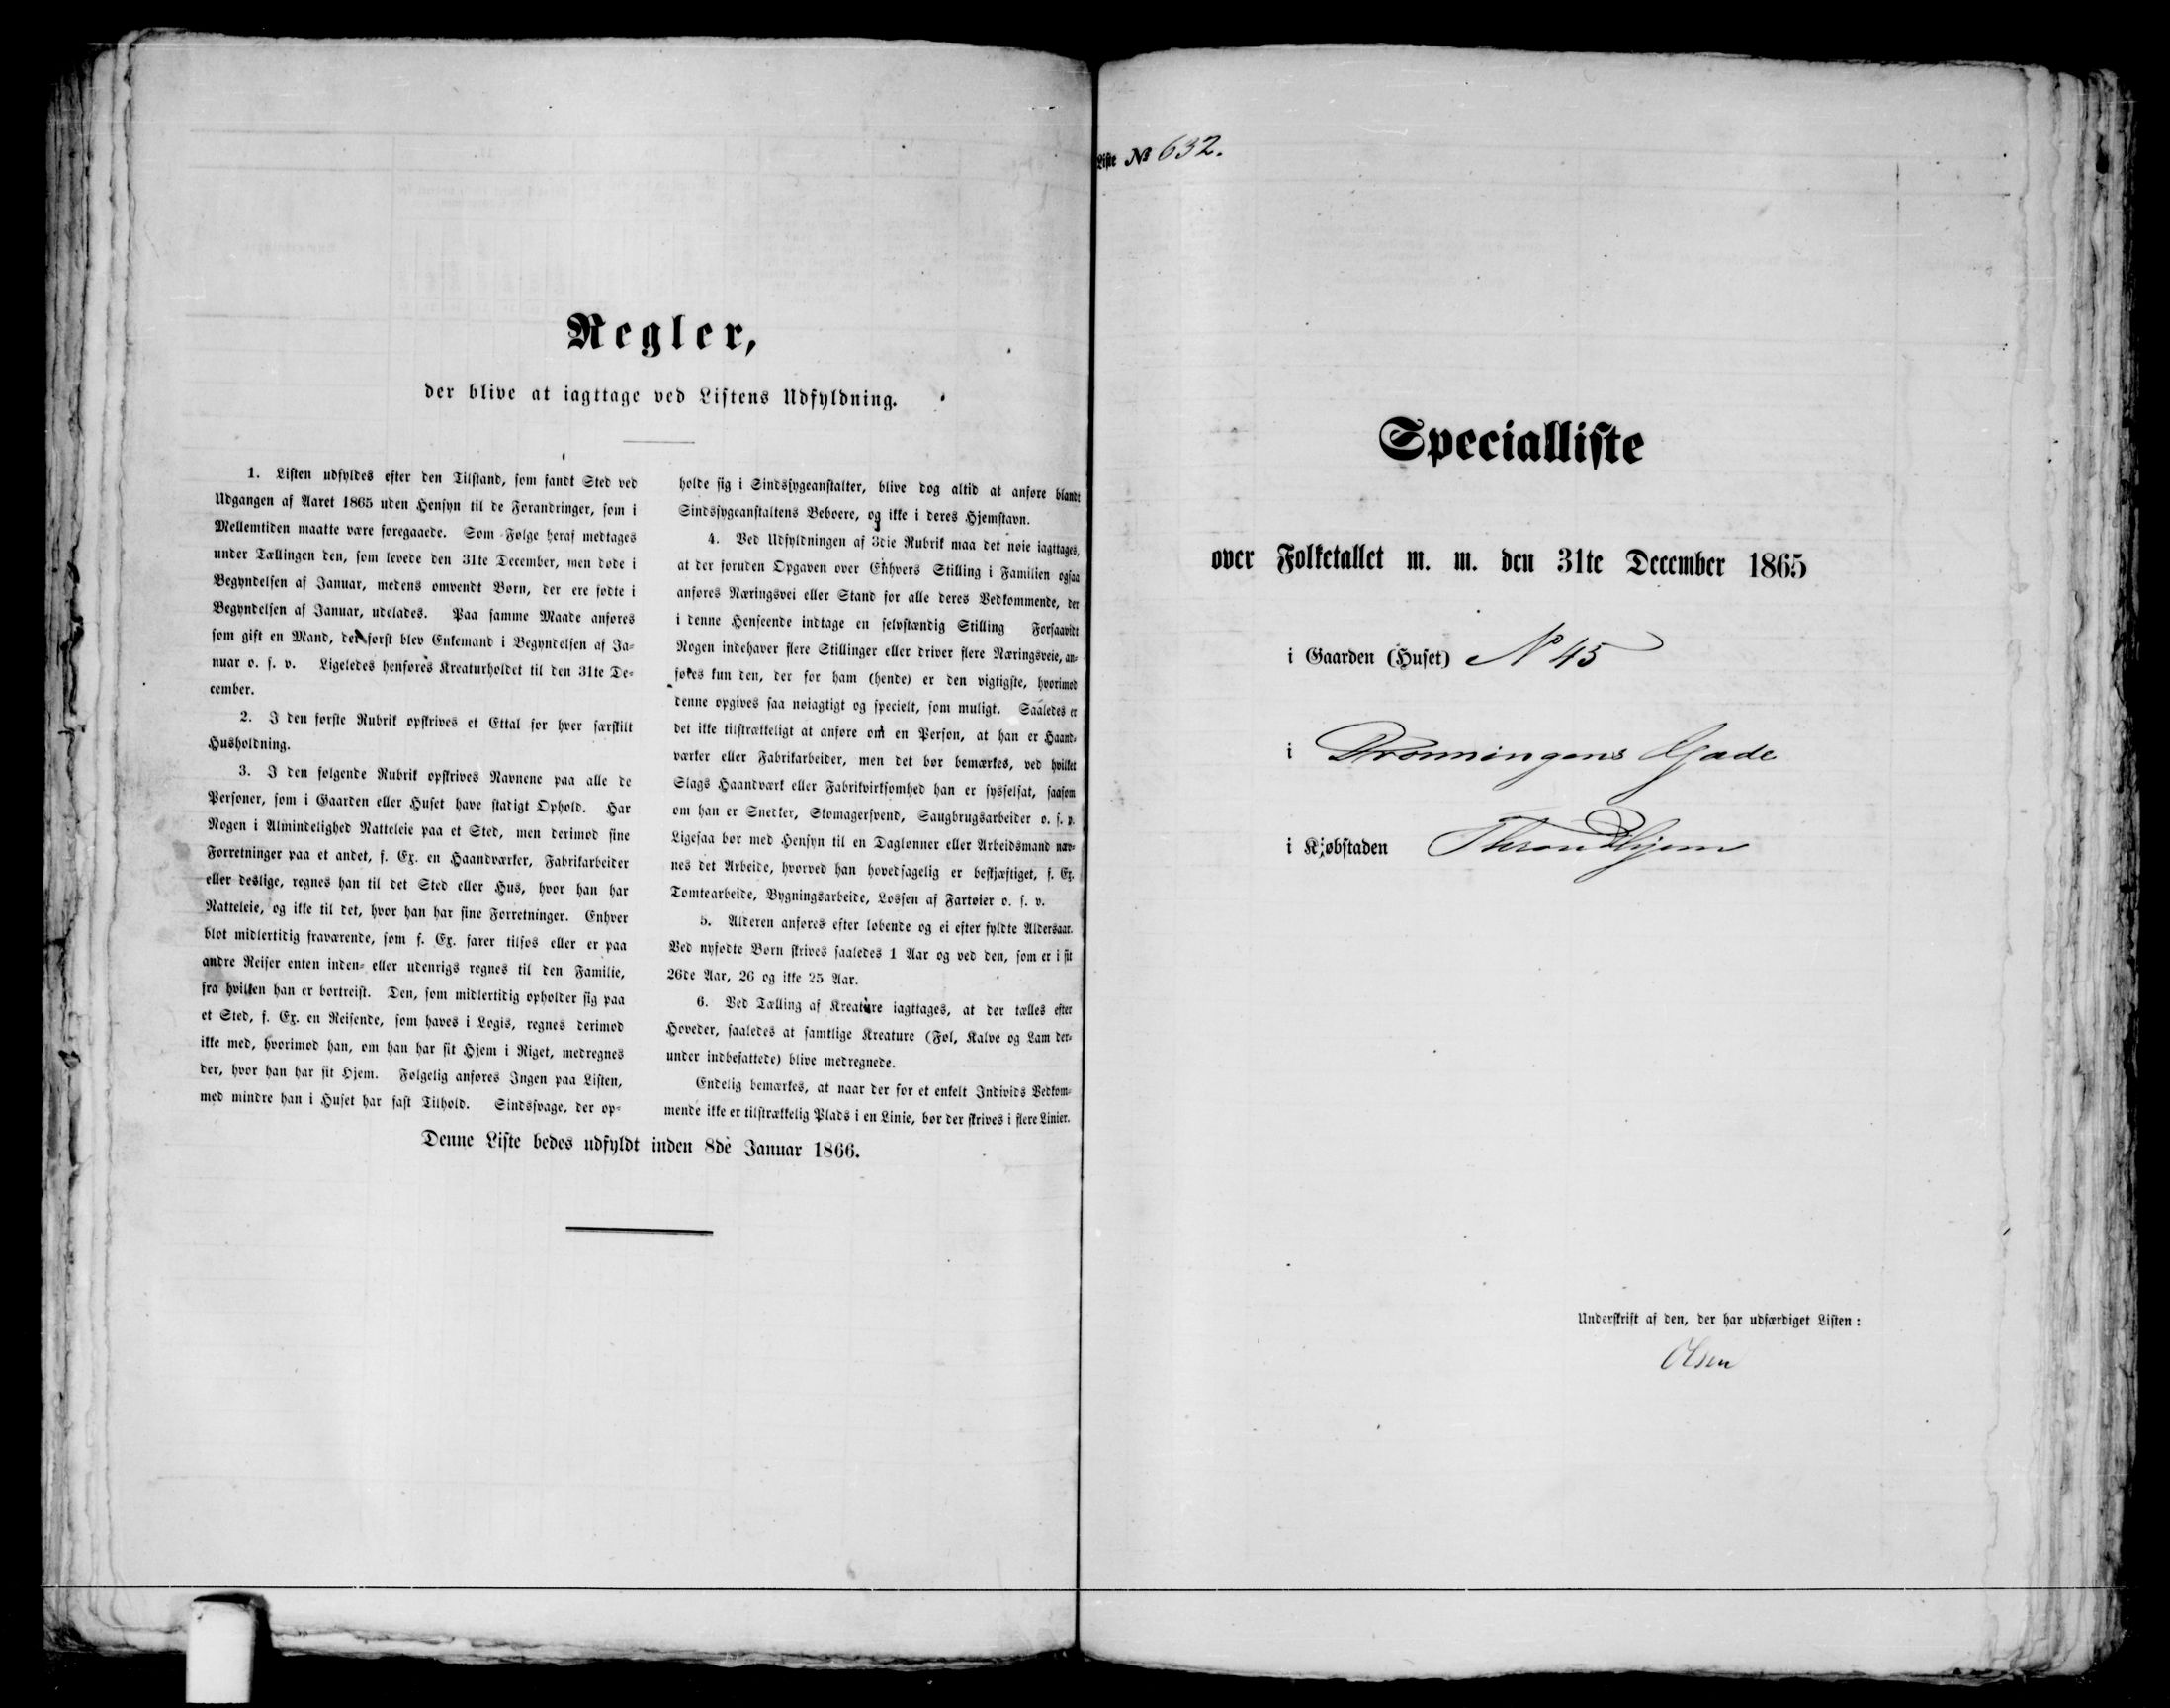 Regler,
der blive at iagttage ved Listens Udfyldning.
1. Listen udfyldes efter den Tilstand, som fandt Sted ved
Udgangen af Aaret 1865 uden Hensyn til de Forandringer, som i
Mellemtiden maatte være foregaaede. Som Følge heraf medtages
under Tællingen den, som levede den 31te December, men døde i
Begyndelsen af Januar, medens omvendt Børn, der ere fødte i
Begyndelsen af Januar, udelades. Paa samme Maade anføres
som gift en Mand, der først blev Enkemand i Begyndelsen af Ja-
nuar o. s. v. Ligeledes henføres Kreaturholdet til den 31te De-
cember.
2. I den første Rubrik opskrives et Ettal for hver særskilt
Husholdning.
3. I den følgende Rubrik opskrives Navnene paa alle de
Personer, som i Gaarden eller Huset have stadigt Ophold. Har
Nogen i Almindelighed Natteleie paa et Sted, men derimod sine
Forretninger paa et andet, f. Ex. en Haandværker, Fabrikarbeider
eller deslige, regnes han til det Sted eller Hus, hvor han har
Natteleie, og ikke til det, hvor han har sine Forretninger. Enhver
blot midlertidig fraværende, som f. Ex. farer tilsøs eller er paa
andre Reiser enten inden- eller udenrigs regnes til den Familie,
fra hvilken han er bortreist. Den, som midlertidig opholder sig paa
et Sted, f. Ex. en Reisende, som haves i Logis, regnes derimod
ikke med, hvorimod han, om han har sit Hjem i Riget, medregnes
der, hvor han har sit Hjem. Følgelig anføres Ingen paa Listen,
med mindre han i Huset har fast Tilhold. Sindssvage, der op-
holde sig i Sindssygeanstalter, blive dog altid at anføre blandt
Sindssygeanstaltens Beboere, og ikke i deres Hjemstavn.
4. Ved Udfyldningen af 3die Rubrik maa det nøie iagttages,
at der foruden Opgaven over Enhvers Stilling i Familien ogsaa
anføres Næringsvei eller Stand for alle deres Vedkommende, der
i denne Henseende indtage en selvstændig Stilling Forsaavidt
Nogen indehaver flere Stillinger eller driver flere Næringsveie, an-
føres kun den, der for ham (hende) er den vigtigste, hvorimod
denne opgives saa nøiagtigt og specielt, som muligt. Saaledes er
det ikke tilstrækkeligt at anføre om en Person, at han er Haand-
værker eller Fabrikarbeider, men det bør bemærkes, ved hvilket
Slags Haandværk eller Fabrikvirksomhed han er sysselsat, saasom
om han er Snedker, Skomagersvend, Saugbrugsarbeider o. s. v.
Ligesaa bør med Hensyn til en Daglønner eller Arbeidsmand næv-
nes det Arbeide, hvorved han hovedsagelig er beskjæftiget, f. Ex.
Tomtearbeide, Bygningsarbeide, Lossen af Fartøier o. s. v.
5. Alderen anføres efter løbende og ei efter fyldte Aldersaar.
Ved nyfødte Børn skrives saaledes 1 Aar og ved den, som er i sit
26de Aar, 26 og ikke 25 Aar.
6. Ved Tælling af Kreature iagttages, at der tælles efter
Hoveder, saaledes at samtlige Kreature (Føl, Kalve og Lam der-
under indbefattede) blive medregnede.
Endelig bemærkes, at naar der for et enkelt Individs Vedkom-
mende ikke er tilstrækkelig Plads i en Linie, bør der skrives i flere Linier.
Denne Liste bedes udfyldt inden 8de Januar 1866.
Liste № 632.
Specialliste
over Folketallet m. m. den 31te December 1865
i Gaarden (Huset) No 45
i Dronningens Gade
i Kjøbstaden Throndhjem
Underskrift af den, der har udfærdiget Listen:
Olsen